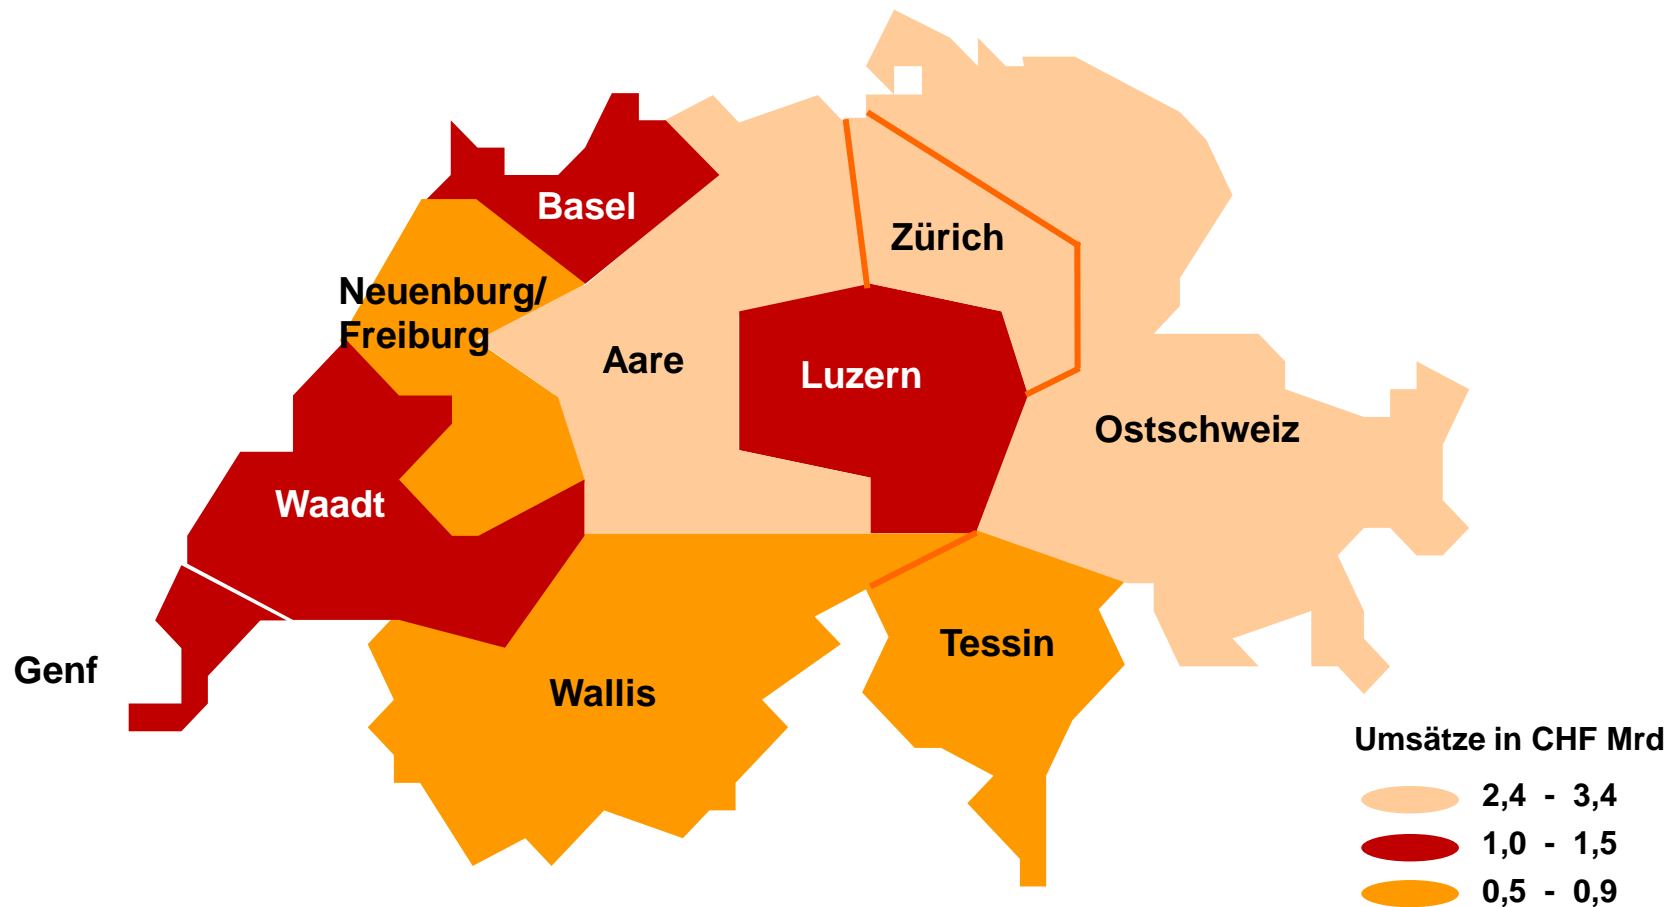 Basel
Zürich
Neuenburg/
Freiburg
Aare
Luzern
Ostschweiz
Waadt
Genf
Tessin
Wallis
Umsätze in CHF Mrd
2,4 - 3,4
1,0 - 1,5
0,5 - 0,9